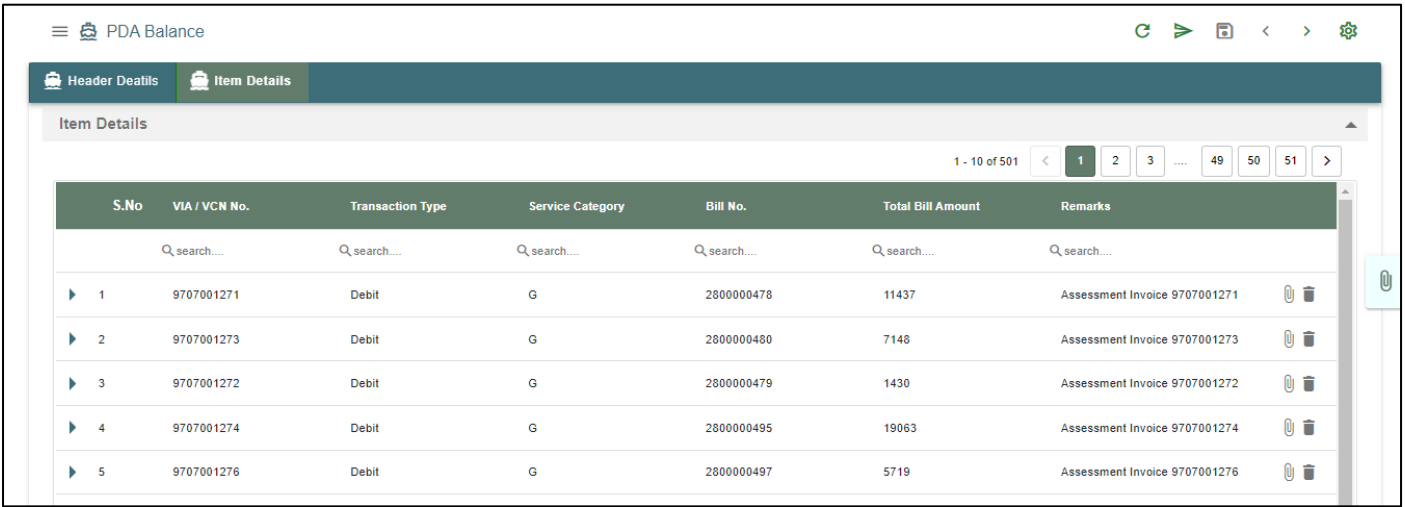 PDA Balance
Header Deatils Item Details
Item Details
1 - 10 of 501 < 1 2 3 .... 49 50 51 >
S.No VIA / VCN No. Transaction Type Service Category Bill No. Total Bill Amount Remarks
search.... search.... search.... search.... search.... search....
1 9707001271 Debit G 2800000478 11437 Assessment Invoice 9707001271
2 9707001273 Debit G 2800000480 7148 Assessment Invoice 9707001273
3 9707001272 Debit G 2800000479 1430 Assessment Invoice 9707001272
4 9707001274 Debit G 2800000495 19063 Assessment Invoice 9707001274
5 9707001276 Debit G 2800000497 5719 Assessment Invoice 9707001276